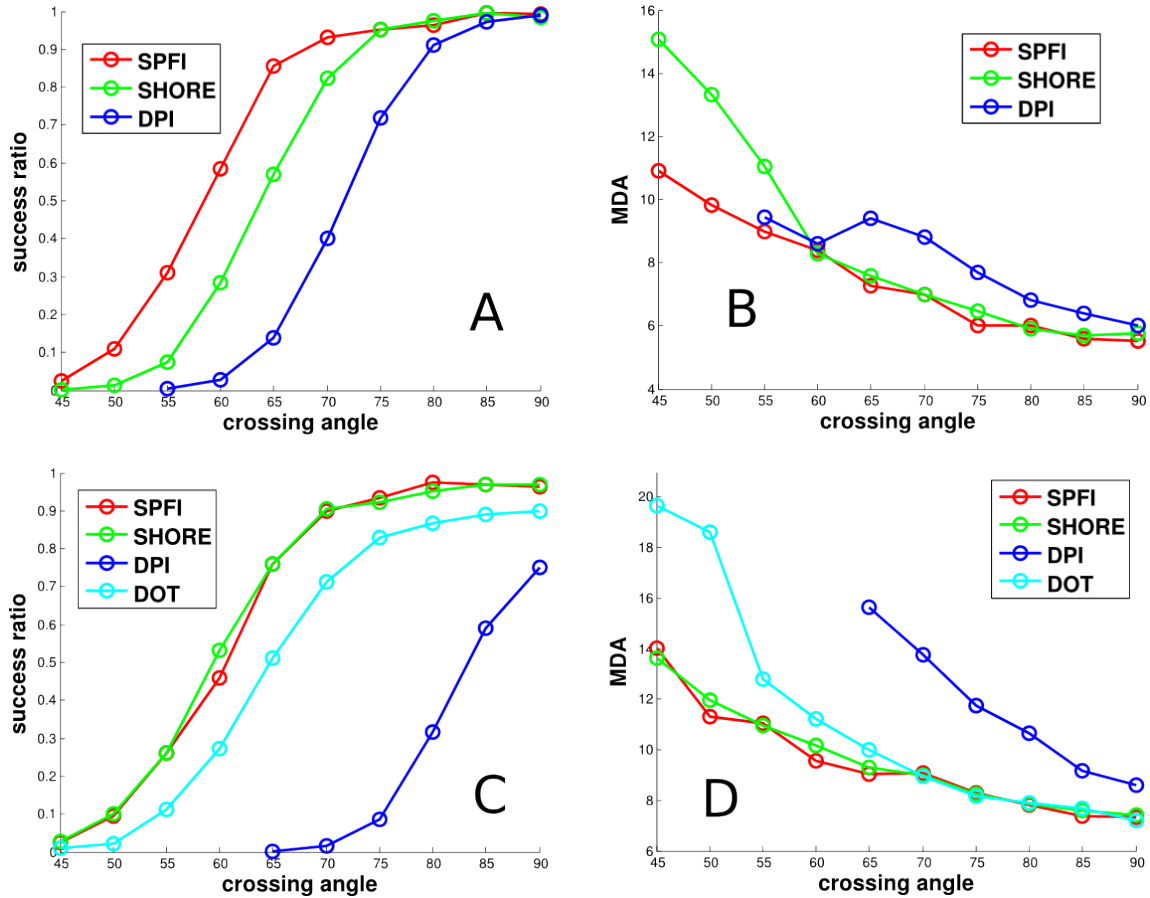 1
0.9
0.8
0.7
0.6
0.5
0.4
0.3
0.2
0.1
0
success ratio
SPFI
SHORE
DPI
A
45 50 55 60 65 70 75 80 85 90
crossing angle
16
14
12
10
8
6
4
MDA
SPFI
SHORE
DPI
B
45 50 55 60 65 70 75 80 85 90
crossing angle
1
0.9
0.8
0.7
0.6
0.5
0.4
0.3
0.2
0.1
0
success ratio
SPFI
SHORE
DPI
DOT
C
45 50 55 60 65 70 75 80 85 90
crossing angle
20
18
16
14
12
10
8
6
MDA
SPFI
SHORE
DPI
DOT
D
45 50 55 60 65 70 75 80 85 90
crossing angle